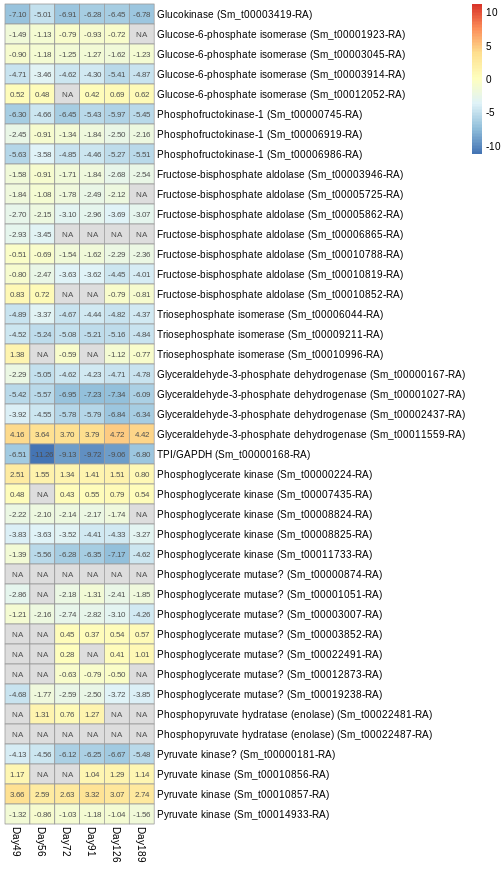 -7.10 -5.01 -6.91 -6.28 -6.45 -6.78 Glucokinase (Sm_t00003419-RA)
-1.49 -1.13 -0.79 -0.93 -0.72 NA Glucose-6-phosphate isomerase (Sm_t00001923-RA)
-0.90 -1.18 -1.25 -1.27 -1.62 -1.23 Glucose-6-phosphate isomerase (Sm_t00003045-RA)
-4.71 -3.46 -4.62 -4.30 -5.41 -4.87 Glucose-6-phosphate isomerase (Sm_t00003914-RA)
0.52 0.48 NA 0.42 0.69 0.62 Glucose-6-phosphate isomerase (Sm_t00012052-RA)
-6.30 -4.66 -6.45 -5.43 -5.97 -5.45 Phosphofructokinase-1 (Sm_t00000745-RA)
-2.45 -0.91 -1.34 -1.84 -2.50 -2.16 Phosphofructokinase-1 (Sm_t00006919-RA)
-5.63 -3.58 -4.85 -4.46 -5.27 -5.51 Phosphofructokinase-1 (Sm_t00006986-RA)
-1.58 -0.91 -1.71 -1.84 -2.68 -2.54 Fructose-bisphosphate aldolase (Sm_t00003946-RA)
-1.84 -1.08 -1.78 -2.49 -2.12 NA Fructose-bisphosphate aldolase (Sm_t00005725-RA)
-2.70 -2.15 -3.10 -2.96 -3.69 -3.07 Fructose-bisphosphate aldolase (Sm_t00005862-RA)
-2.93 -3.45 NA NA NA NA Fructose-bisphosphate aldolase (Sm_t00006865-RA)
-0.51 -0.69 -1.54 -1.62 -2.29 -2.36 Fructose-bisphosphate aldolase (Sm_t00010788-RA)
-0.80 -2.47 -3.63 -3.62 -4.45 -4.01 Fructose-bisphosphate aldolase (Sm_t00010819-RA)
0.83 0.72 NA NA -0.79 -0.81 Fructose-bisphosphate aldolase (Sm_t00010852-RA)
-4.89 -3.37 -4.67 -4.44 -4.82 -4.37 Triosephosphate isomerase (Sm_t00006044-RA)
-4.52 -5.24 -5.08 -5.21 -5.16 -4.84 Triosephosphate isomerase (Sm_t00009211-RA)
1.38 NA -0.59 NA -1.12 -0.77 Triosephosphate isomerase (Sm_t00010996-RA)
-2.29 -5.05 -4.62 -4.23 -4.71 -4.78 Glyceraldehyde-3-phosphate dehydrogenase (Sm_t00000167-RA)
-5.42 -5.57 -6.95 -7.23 -7.34 -6.09 Glyceraldehyde-3-phosphate dehydrogenase (Sm_t00001027-RA)
-3.92 -4.55 -5.78 -5.79 -6.84 -6.34 Glyceraldehyde-3-phosphate dehydrogenase (Sm_t00002437-RA)
4.16 3.64 3.70 3.79 4.72 4.42 Glyceraldehyde-3-phosphate dehydrogenase (Sm_t00011559-RA)
-6.51 -9.13 -9.72 -9.06 -6.80 TPI/GAPDH (Sm_t00000168-RA)
2.51 1.55 1.34 1.41 1.51 0.80 Phosphoglycerate kinase (Sm_t00000224-RA)
0.48 NA 0.43 0.55 0.79 0.54 Phosphoglycerate kinase (Sm_t00007435-RA)
-2.22 -2.10 -2.14 -2.17 -1.74 NA Phosphoglycerate kinase (Sm_t00008824-RA)
-3.83 -3.63 -3.52 -4.41 -4.33 -3.27 Phosphoglycerate kinase (Sm_t00008825-RA)
-1.39 -5.56 -6.28 -6.35 -7.17 -4.62 Phosphoglycerate kinase (Sm_t00011733-RA)
NA NA NA NA NA NA Phosphoglycerate mutase? (Sm_t00000874-RA)
-2.86 NA -2.18 -1.31 -2.41 -1.85 Phosphoglycerate mutase? (Sm_t00001051-RA)
-1.21 -2.16 -2.74 -2.82 -3.10 -4.26 Phosphoglycerate mutase? (Sm_t00003007-RA)
NA NA 0.45 0.37 0.54 0.57 Phosphoglycerate mutase? (Sm_t00003852-RA)
NA NA 0.28 NA 0.41 1.01 Phosphoglycerate mutase? (Sm_t00022491-RA)
NA NA -0.63 -0.79 -0.50 NA Phosphoglycerate mutase? (Sm_t00012873-RA)
-4.68 -1.77 -2.59 -2.50 -3.72 -3.85 Phosphoglycerate mutase? (Sm_t00019238-RA)
NA 1.31 0.76 1.27 NA NA Phosphopyruvate hydratase (enolase) (Sm_t00022481-RA)
NA NA NA NA NA NA Phosphopyruvate hydratase (enolase) (Sm_t00022487-RA)
-4.13 -4.56 -6.12 -6.25 -6.67 -5.48 Pyruvate kinase? (Sm_t00000181-RA)
1.17 NA NA 1.04 1.29 1.14 Pyruvate kinase (Sm_t00010856-RA)
3.66 2.59 2.63 3.32 3.07 2.74 Pyruvate kinase (Sm_t00010857-RA)
-1.32 -0.86 -1.03 -1.18 -1.04 -1.56 Pyruvate kinase (Sm_t00014933-RA)
Day49 Day56 Day72 Day91 Day126 Day189
10
5
0
-5
-10